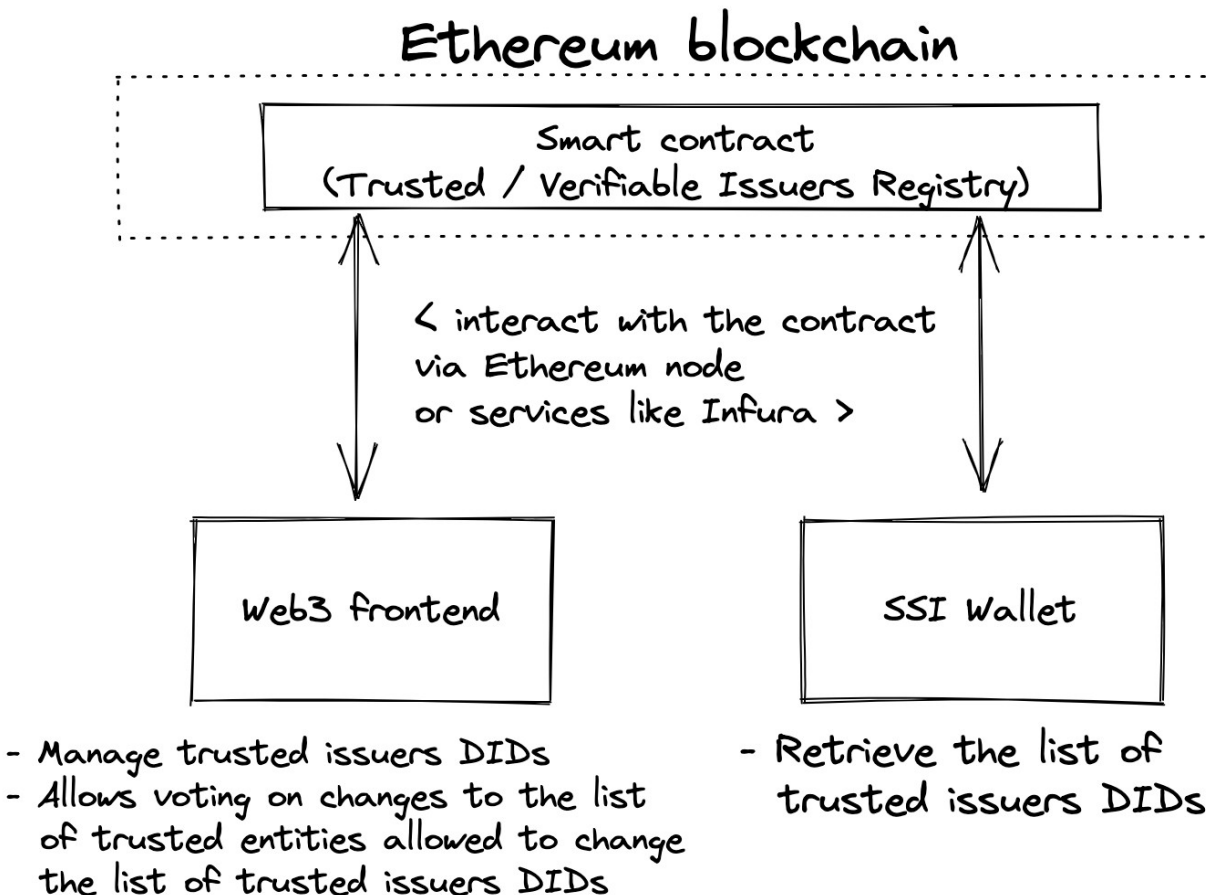 Ethereum blockchain
Smart contract
(Trusted / Verifiable Issuers Registry)
< interact with the contract
via Ethereum node
or services like Infura >
Web3 frontend
SSI Wallet
- Manage trusted issuers DIDs
- Allows voting on changes to the list
of trusted entities allowed to change
the list of trusted issuers DIDs
- Retrieve the list of
trusted issuers DIDs